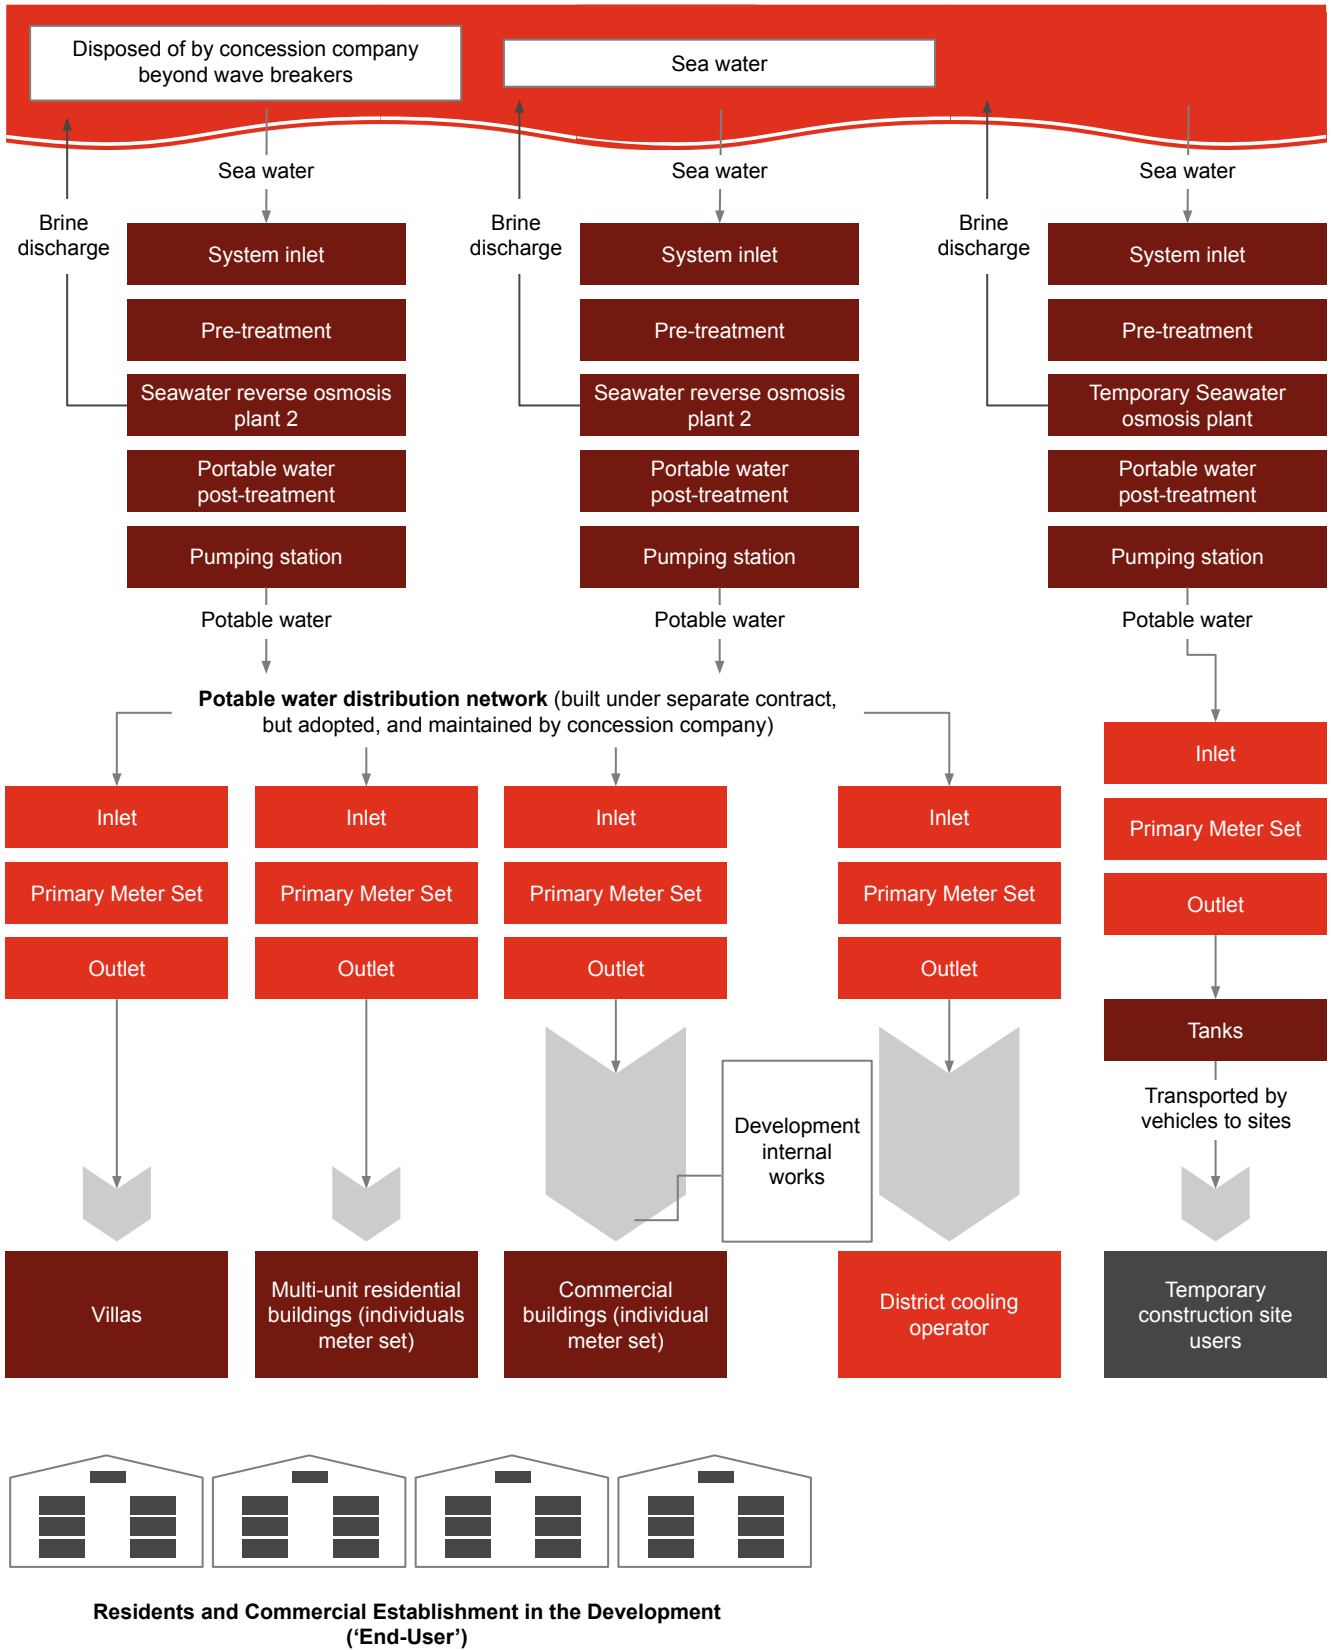 Disposed of by concession company
beyond wave breakers
Sea water
Sea water
Sea water
Sea water
Brine
discharge
Brine
discharge
Brine
discharge
System inlet
System inlet
System inlet
Pre-treatment
Pre-treatment
Pre-treatment
Seawater reverse osmosis
plant 2
Seawater reverse osmosis
plant 2
Temporary Seawater
osmosis plant
Portable water
post-treatment
Portable water
post-treatment
Portable water
post-treatment
Pumping station
Pumping station
Pumping station
Potable water
Potable water
Potable water
Potable water distribution network (built under separate contract,
but adopted, and maintained by concession company)
Inlet
Inlet
Inlet
Inlet
Inlet
Primary Meter Set
Primary Meter Set
Primary Meter Set
Primary Meter Set
Primary Meter Set
Outlet
Outlet
Outlet
Outlet
Outlet
Tanks
Development
internal
works
Transported by
vehicles to sites
Villas
Multi-unit residential
buildings (individuals
meter set)
Commercial
buildings (individual
meter set)
District cooling
operator
Temporary
construction site
users
Residents and Commercial Establishment in the Development
(‘End-User’)